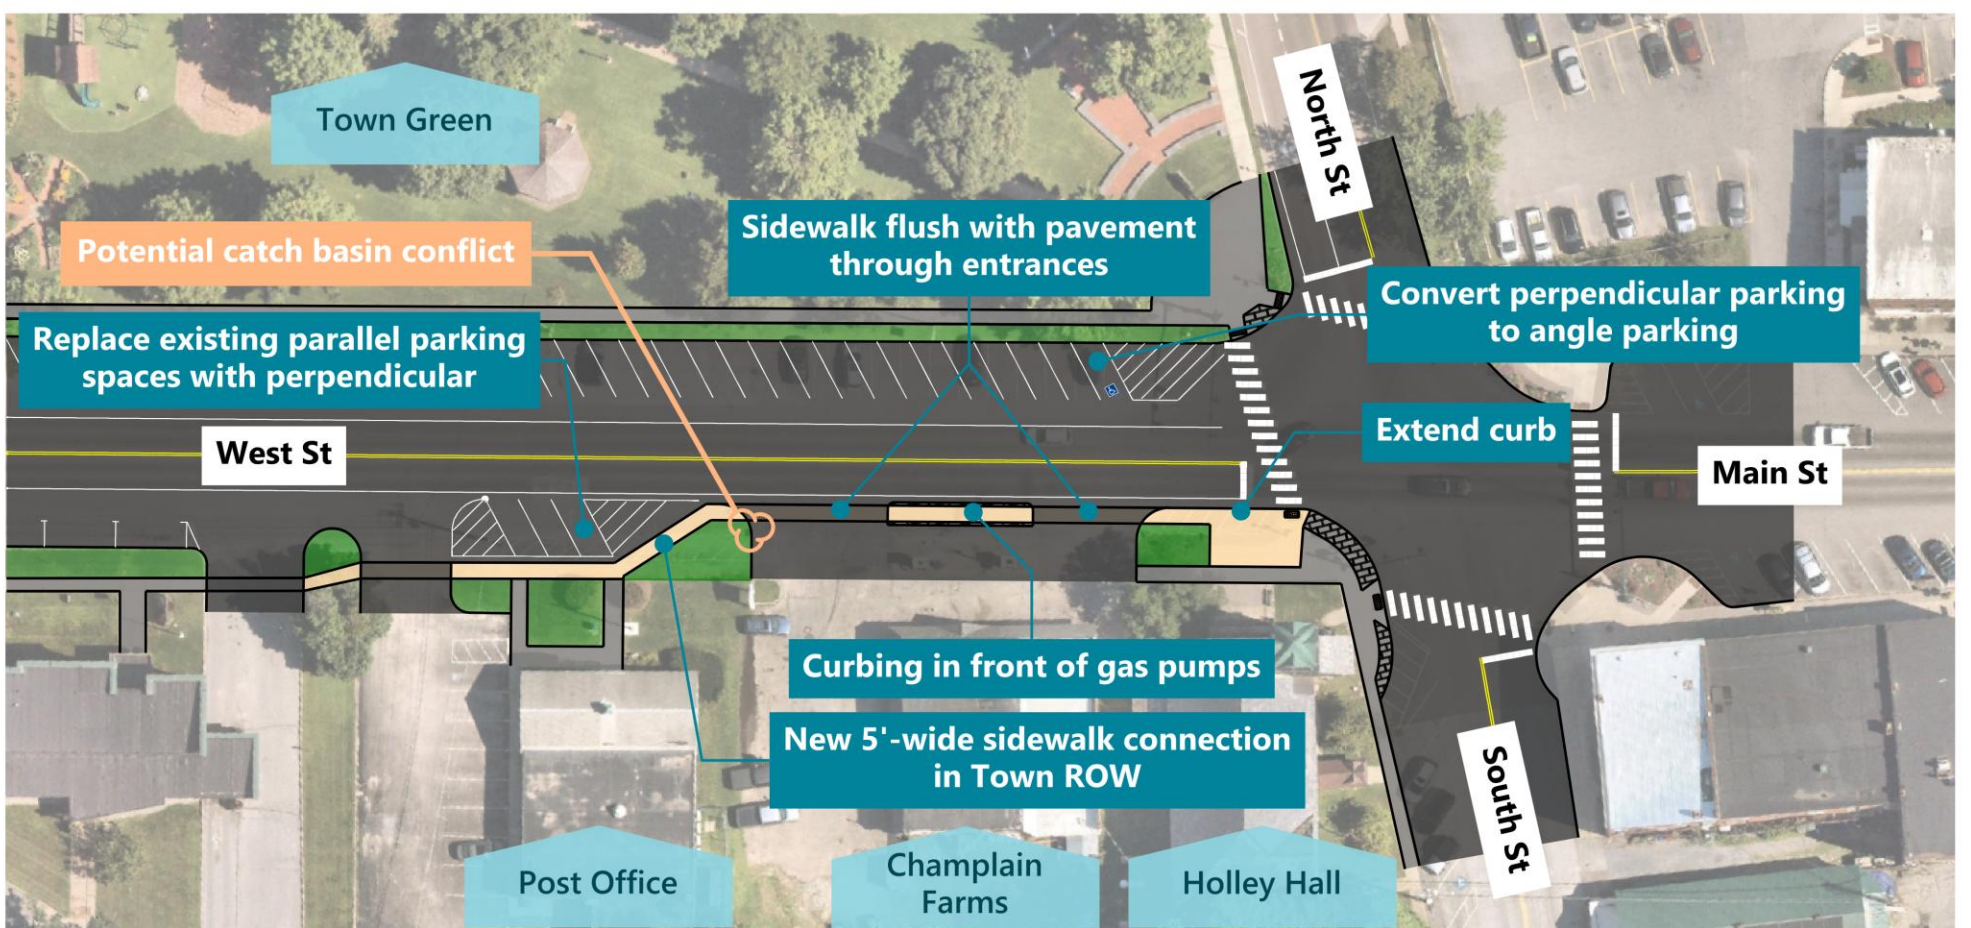 Town Green
North St
Potential catch basin conflict
Sidewalk flush with pavement
through entrances
Convert perpendicular parking
to angle parking
Replace existing parallel parking
spaces with perpendicular
Extend curb
West St
Main St
Curbing in front of gas pumps
New 5'-wide sidewalk connection
in Town ROW
South St
Post Office
Champlain
Farms
Holley Hall